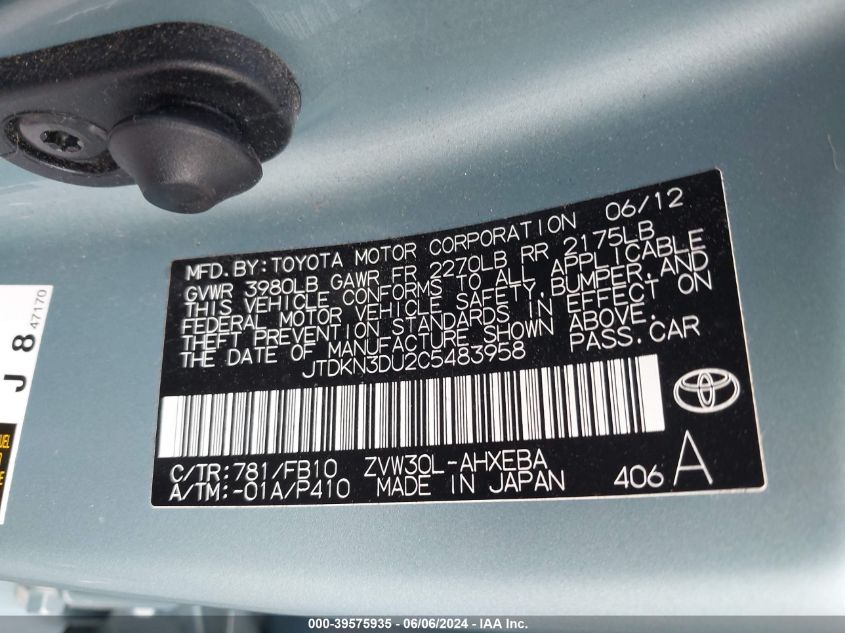 MFD. BY: TOYOTA MOTOR CORPORATION 06/12
GVWR 3980LB GAWR FR 2270LB RR 2175LB
THIS VEHICLE CONFORMS TO ALL APPLICABLE
FEDERAL MOTOR VEHICLE SAFETY, BUMPER, AND
THEFT PREVENTION STANDARDS IN EFFECT ON
THE DATE OF MANUFACTURE SHOWN ABOVE.
JTDKN3DU2C5483958 PASS. CAR
C/TR: 781/FB10 ZVW30L-AHXEBA
A/TM: -01A/P410 MADE IN JAPAN 406 A
J 8
47170
000-39575935 - 06/06/2024 - IAA Inc.